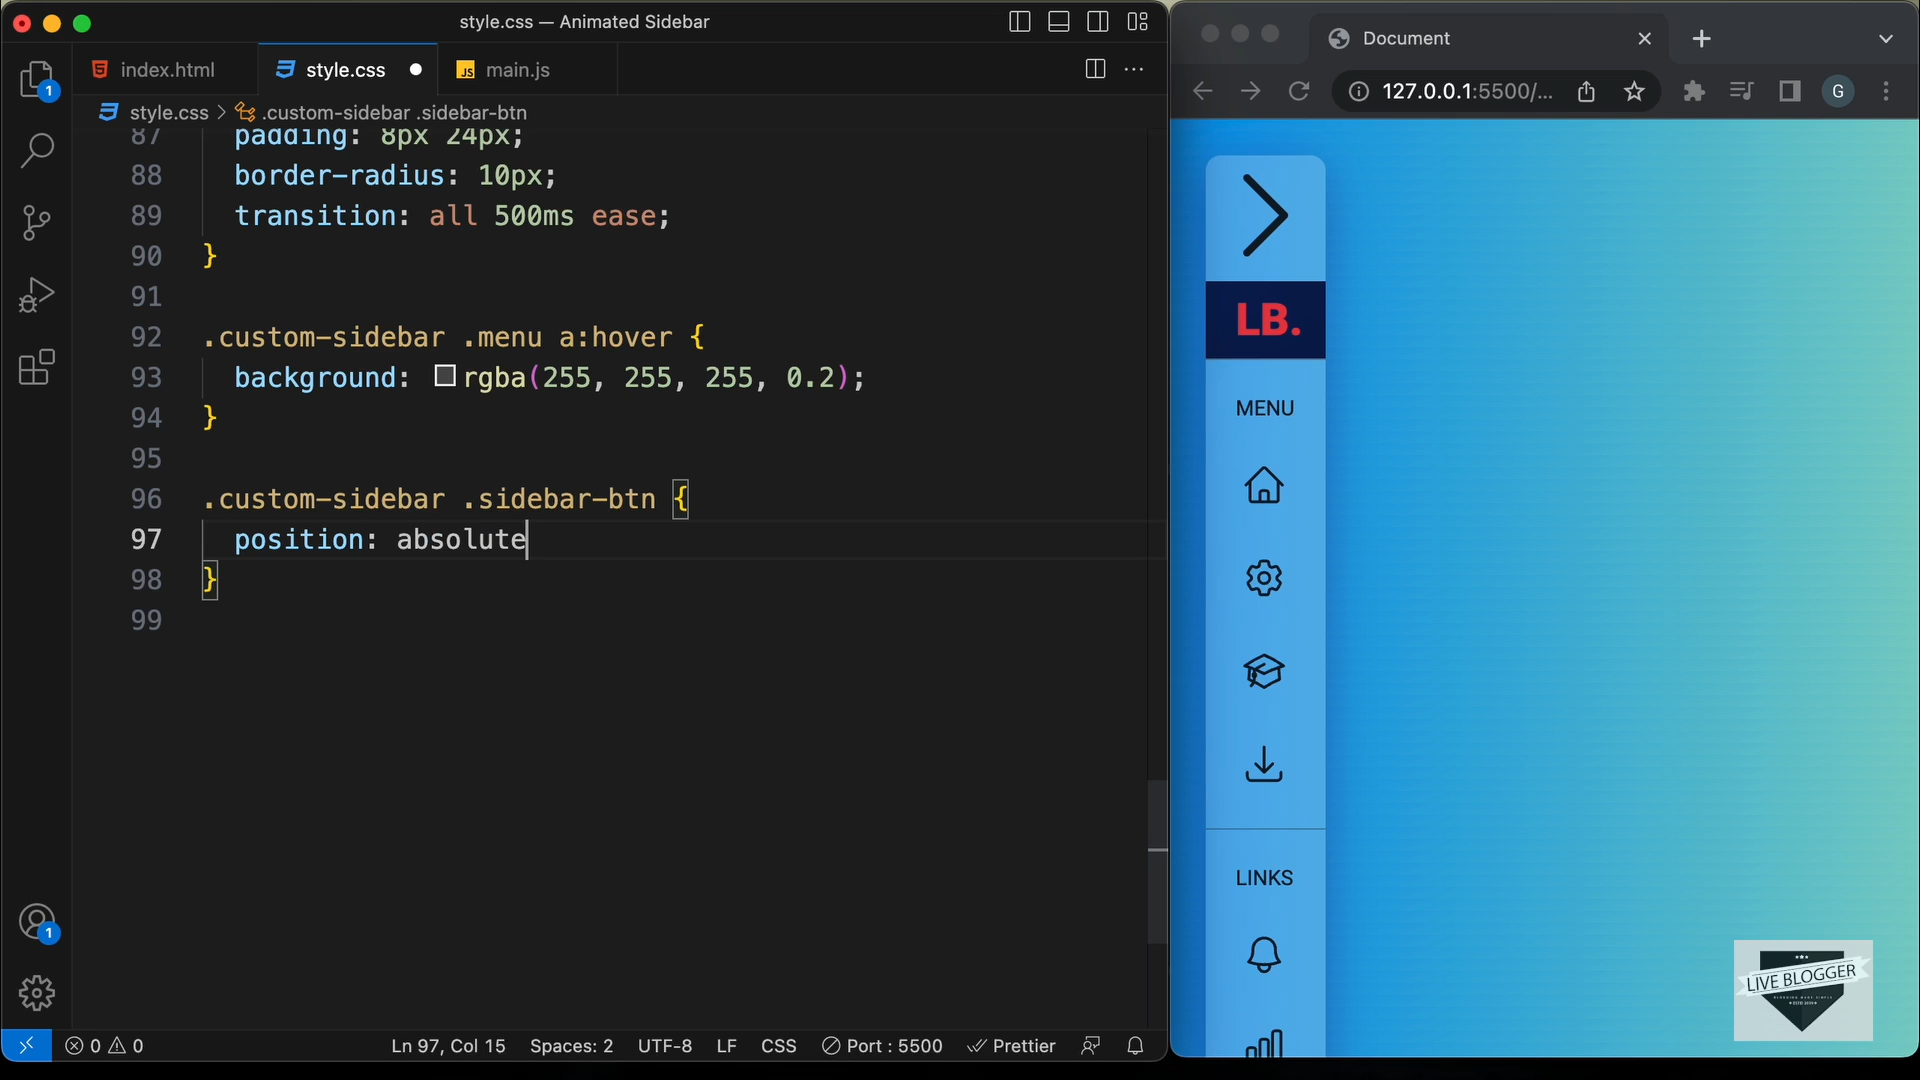 style.css — Animated Sidebar
index.html
style.css
JS main.js
style.css > .custom-sidebar .sidebar-btn
87 padding: 8px 24px;
88 border-radius: 10px;
89 transition: all 500ms ease;
90 }
91
92 .custom-sidebar .menu a:hover {
93 background: rgba(255, 255, 255, 0.2);
94 }
95
96 .custom-sidebar .sidebar-btn {
97 position: absolute
98 }
99
1
1
0 0
Ln 97, Col 15 Spaces: 2 UTF-8 LF CSS Port : 5500 Prettier
Document
127.0.0.1:5500/...
G
LB.
MENU
LINKS
LIVE BLOGGER